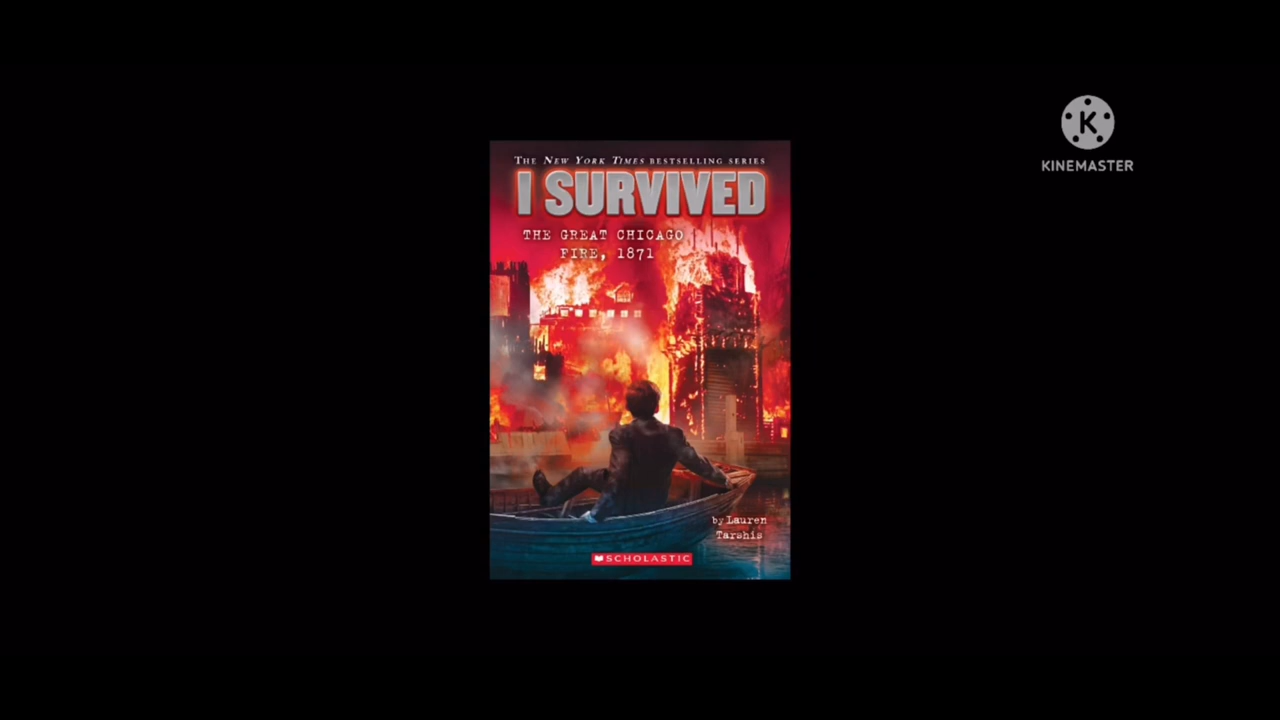 THE NEW YORK TIMES BESTSELLING SERIES
I SURVIVED
THE GREAT CHICAGO
FIRE, 1871
by Lauren
Tarshis
SCHOLASTIC
K
KINEMASTER